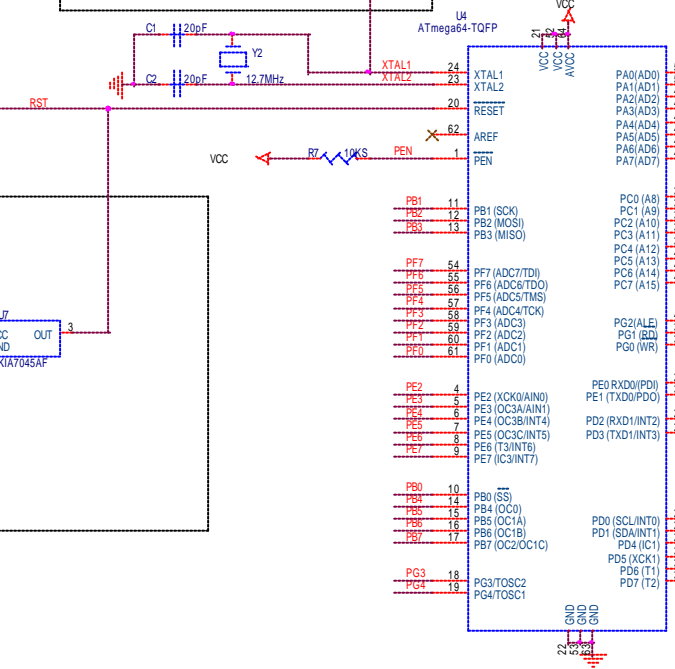 VCC
U4
ATmega64-TQFP
C1
20pF
Y2
C2
20pF
12.7MHz
XTAL1
XTAL2
RST
VCC
R7
10KS
PEN
21
52
64
VCC
VCC
AVCC
24 XTAL1
23 XTAL2
20 RESET
62 AREF
1 PEN
PB1 11 PB1 (SCK)
PB2 12 PB2 (MOSI)
PB3 13 PB3 (MISO)
PF7 54 PF7 (ADC7/TDI)
PF6 55 PF6 (ADC6/TDO)
PF5 56 PF5 (ADC5/TMS)
PF4 57 PF4 (ADC4/TCK)
PF3 58 PF3 (ADC3)
PF2 59 PF2 (ADC2)
PF1 60 PF1 (ADC1)
PF0 61 PF0 (ADC0)
PE2 4 PE2 (XCK0/AIN0)
PE3 5 PE3 (OC3A/AIN1)
PE4 6 PE4 (OC3B/INT4)
PE5 7 PE5 (OC3C/INT5)
PE6 8 PE6 (T3/INT6)
PE7 9 PE7 (IC3/INT7)
PB0 10 PB0 (SS)
PB4 14 PB4 (OC0)
PB5 15 PB5 (OC1A)
PB6 16 PB6 (OC1B)
PB7 17 PB7 (OC2/OC1C)
PG3 18 PG3/TOSC2
PG4 19 PG4/TOSC1
PA0(AD0)
PA1(AD1)
PA2(AD2)
PA3(AD3)
PA4(AD4)
PA5(AD5)
PA6(AD6)
PA7(AD7)
PC0 (A8)
PC1 (A9)
PC2 (A10)
PC3 (A11)
PC4 (A12)
PC5 (A13)
PC6 (A14)
PC7 (A15)
PG2(ALE)
PG1 (RD)
PG0 (WR)
PE0 RXD0/(PDI)
PE1 (TXD0/PDO)
PD2 (RXD1/INT2)
PD3 (TXD1/INT3)
PD0 (SCL/INT0)
PD1 (SDA/INT1)
PD4 (IC1)
PD5 (XCK1)
PD6 (T1)
PD7 (T2)
GND
GND
GND
22
53
63
U7
OUT
3
KIA7045AF